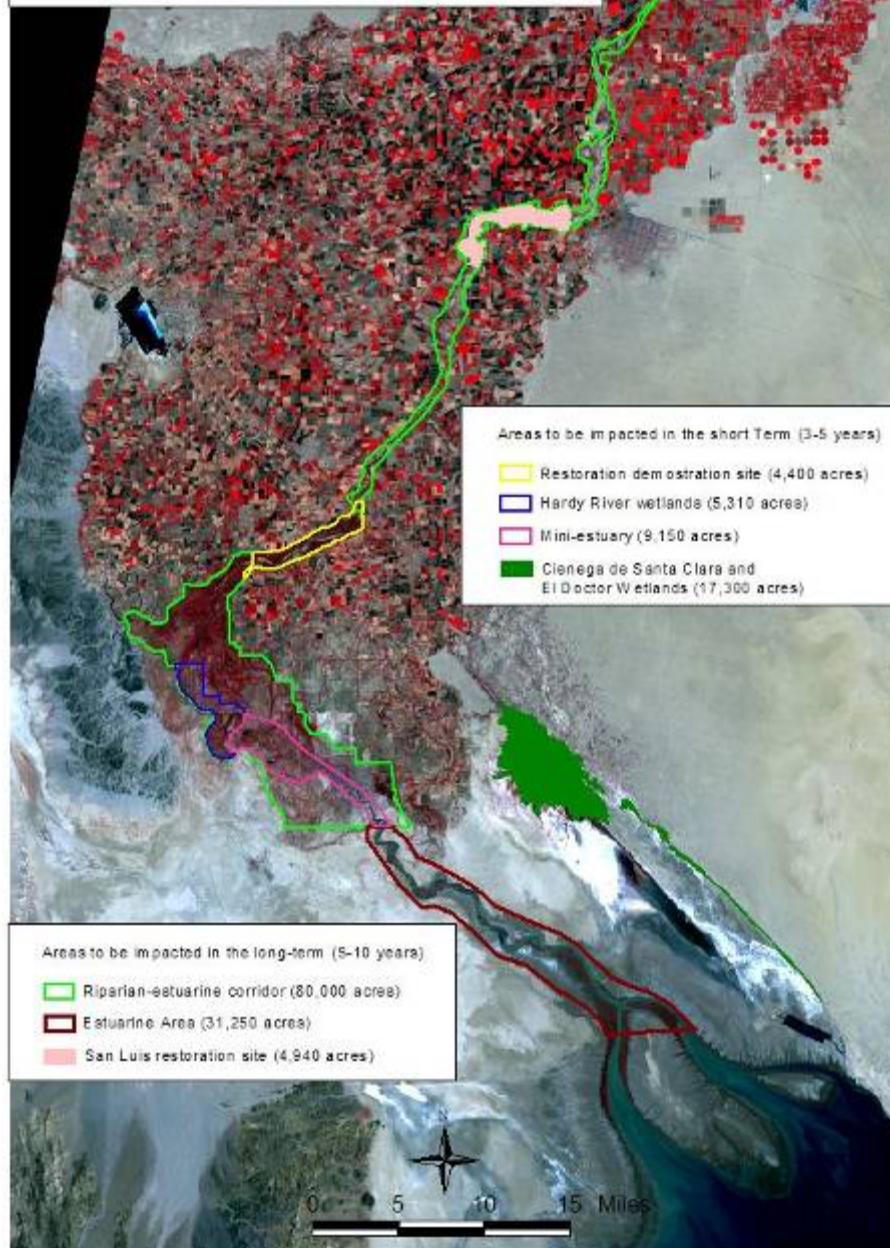 Areas to be impacted in the short Term (3-5 years)
Restoration demostration site (4,400 acres)
Hardy River wetlands (5,310 acres)
Mini-estuary (9,150 acres)
Cienega de Santa Clara and
El Doctor Wetlands (17,300 acres)
Areas to be impacted in the long-term (5-10 years)
Riparian-estuarine corridor (80,000 acres)
Estuarine Area (31,250 acres)
San Luis restoration site (4,940 acres)
0 5 10 15 Miles